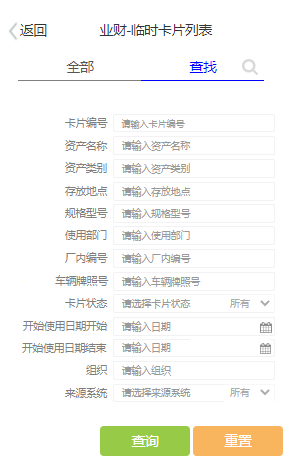 返回 业财-临时卡片列表
全部 查找
卡片编号 请输入卡片编号
资产名称 请输入资产名称
资产类别 请输入资产类别
存放地点 请输入存放地点
规格型号 请输入规格型号
使用部门 请输入使用部门
厂内编号 请输入厂内编号
车辆牌照号 请输入车辆牌照号
卡片状态 请选择卡片状态 所有
开始使用日期开始 请输入日期
开始使用日期结束 请输入日期
组织 请输入组织
来源系统 请选择来源系统 所有
查询 重置